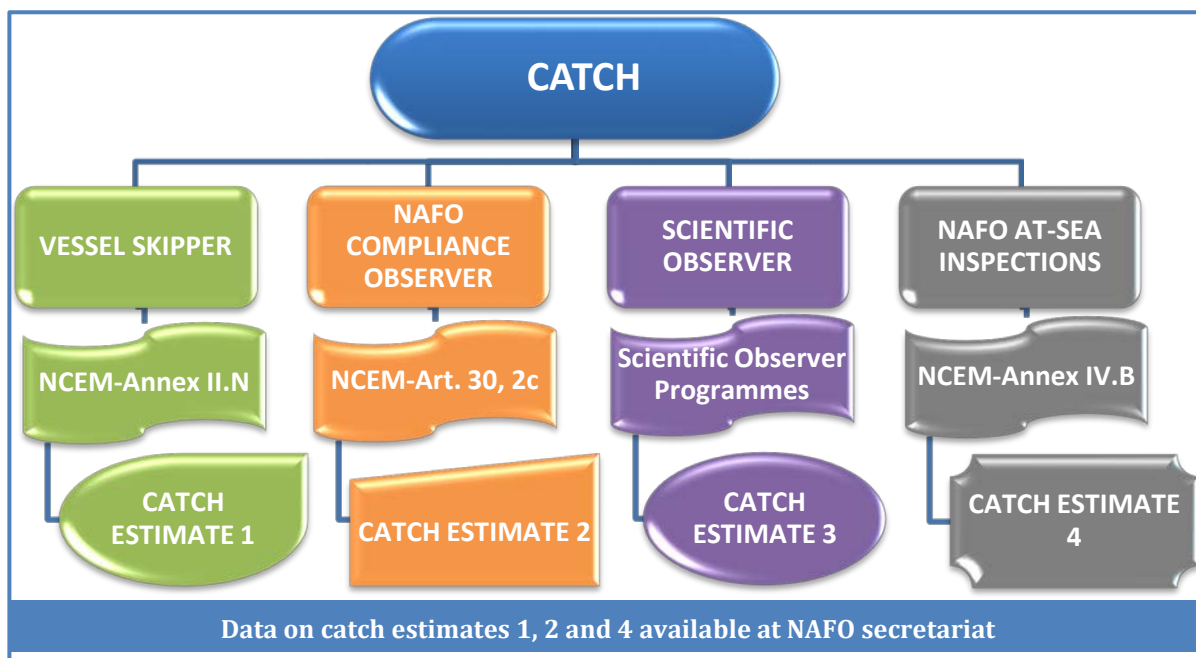 CATCH
VESSEL SKIPPER
NAFO
COMPLIANCE
OBSERVER
SCIENTIFIC
OBSERVER
NAFO AT-SEA
INSPECTIONS
NCEM-Annex II.N
NCEM-Art. 30, 2c
Scientific Observer
Programmes
NCEM-Annex IV.B
CATCH
ESTIMATE 1
CATCH ESTIMATE 2
CATCH
ESTIMATE 3
CATCH ESTIMATE
4
Data on catch estimates 1, 2 and 4 available at NAFO secretariat